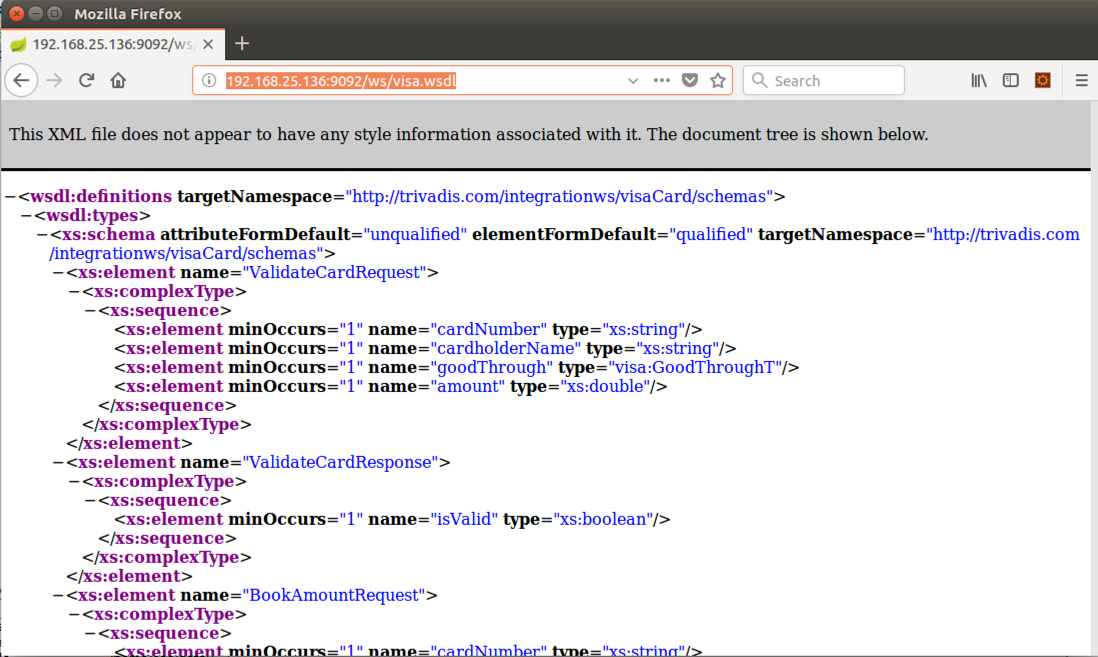 Mozilla Firefox
192.168.25.136:9092/ws/
192.168.25.136:9092/ws/visa.wsdl
Search
This XML file does not appear to have any style information associated with it. The document tree is shown below.
−<wsdl:definitions targetNamespace="http://trivadis.com/integrationws/visaCard/schemas">
−<wsdl:types>
−<xs:schema attributeFormDefault="unqualified" elementFormDefault="qualified" targetNamespace="http://trivadis.com
/integrationws/visaCard/schemas">
−<xs:element name="ValidateCardRequest">
−<xs:complexType>
−<xs:sequence>
<xs:element minOccurs="1" name="cardNumber" type="xs:string"/>
<xs:element minOccurs="1" name="cardholderName" type="xs:string"/>
<xs:element minOccurs="1" name="goodThrough" type="visa:GoodThroughT"/>
<xs:element minOccurs="1" name="amount" type="xs:double"/>
</xs:sequence>
</xs:complexType>
</xs:element>
−<xs:element name="ValidateCardResponse">
−<xs:complexType>
−<xs:sequence>
<xs:element minOccurs="1" name="isValid" type="xs:boolean"/>
</xs:sequence>
</xs:complexType>
</xs:element>
−<xs:element name="BookAmountRequest">
−<xs:complexType>
−<xs:sequence>
<xs:element minOccurs="1" name="cardNumber" type="xs:string"/>